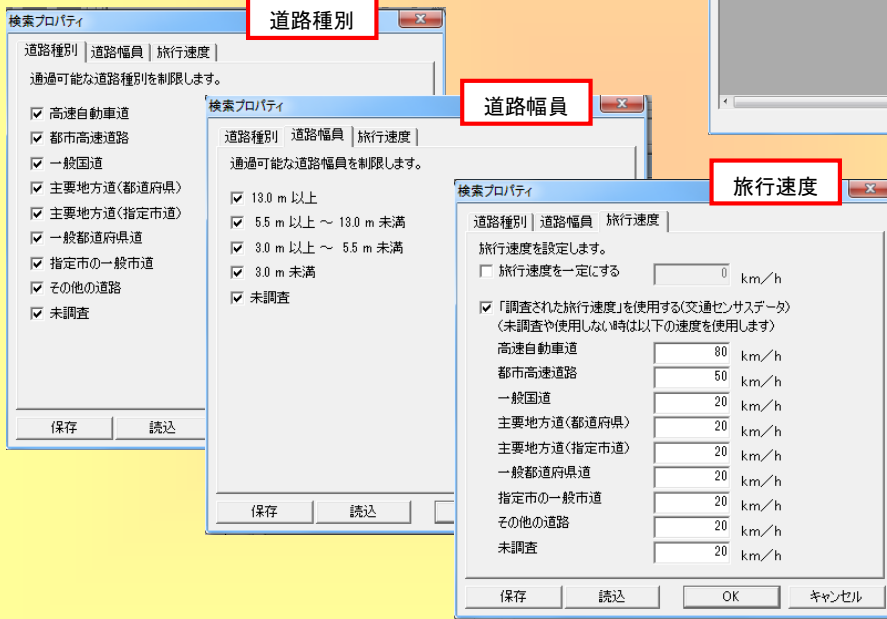 道路種別
検索プロパティ
道路種別 道路幅員 旅行速度
通過可能な道路種別を制限します。
高速自動車道
都市高速道路
一般国道
主要地方道(都道府県)
主要地方道(指定市道)
一般都道府県道
指定市の一般市道
その他の道路
未調査
保存 読込
道路幅員
検索プロパティ
道路種別 道路幅員 旅行速度
通過可能な道路幅員を制限します。
13.0 m 以上
5.5 m 以上 ～ 13.0 m 未満
3.0 m 以上 ～ 5.5 m 未満
3.0 m 未満
未調査
保存 読込
旅行速度
検索プロパティ
道路種別 道路幅員 旅行速度
旅行速度を設定します。
旅行速度を一定にする 0 km/h
「調査された旅行速度」を使用する(交通センサスデータ)
(未調査や使用しない時は以下の速度を使用します)
高速自動車道 80 km/h
都市高速道路 50 km/h
一般国道 20 km/h
主要地方道(都道府県) 20 km/h
主要地方道(指定市道) 20 km/h
一般都道府県道 20 km/h
指定市の一般市道 20 km/h
その他の道路 20 km/h
未調査 20 km/h
保存 読込 OK キャンセル